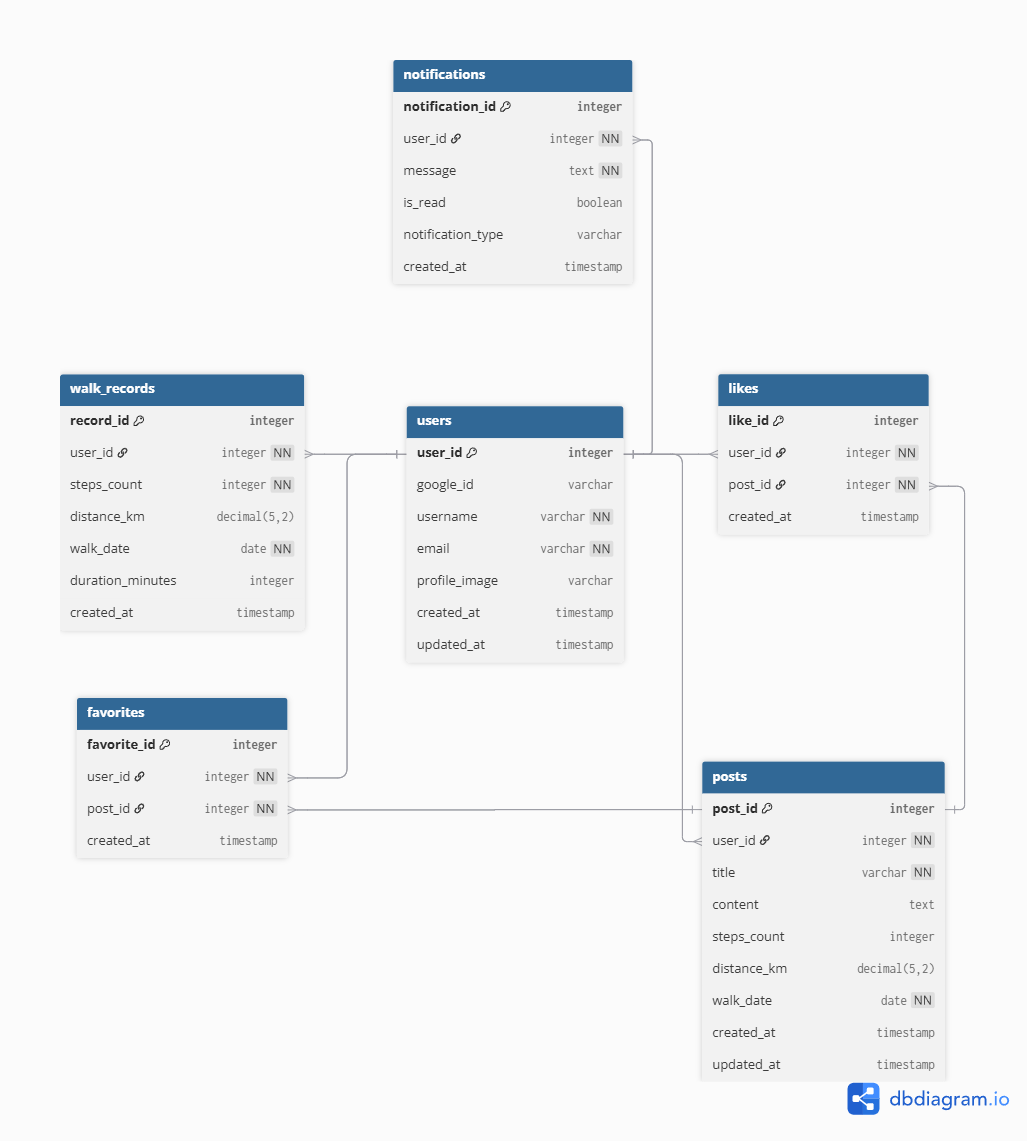 notifications
notification_id integer
user_id integer NN
message text NN
is_read boolean
notification_type varchar
created_at timestamp
walk_records
record_id integer
user_id integer NN
steps_count integer NN
distance_km decimal(5,2)
walk_date date NN
duration_minutes integer
created_at timestamp
users
user_id integer
google_id varchar
username varchar NN
email varchar NN
profile_image varchar
created_at timestamp
updated_at timestamp
likes
like_id integer
user_id integer NN
post_id integer NN
created_at timestamp
favorites
favorite_id integer
user_id integer NN
post_id integer NN
created_at timestamp
posts
post_id integer
user_id integer NN
title varchar NN
content text
steps_count integer
distance_km decimal(5,2)
walk_date date NN
created_at timestamp
updated_at timestamp
dbdiagram.io